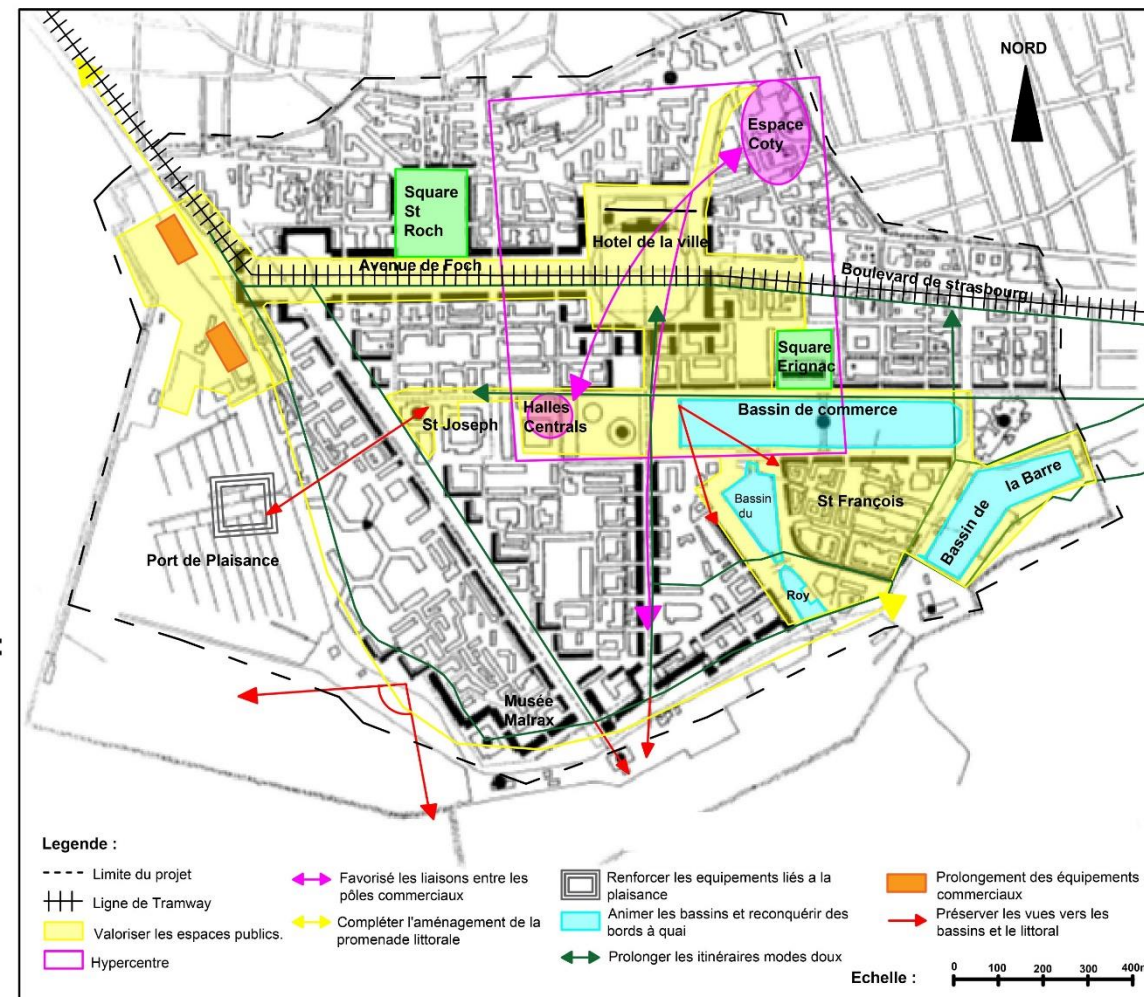 NORD
Espace
Coty
Square
St
Roch
Hotel de la ville
Avenue de Foch
Boulevard de strasbourg
Square
Erignac
Halles
Centrals
St Joseph
Bassin de commerce
Bassin
du
Roy
St François
Bassin de
la Barre
Port de Plaisance
Musée
Malrax
Legende :
Limite du projet
Ligne de Tramway
Valoriser les espaces publics.
Hypercentre
Favorisé les liaisons entre les
pôles commerciaux
Compléter l'aménagement de la
promenade littorale
Renforcer les equipements liés a la
plaisance
Animer les bassins et reconquérir des
bords à quai
Prolonger les itinéraires modes doux
Prolongement des équipements
commerciaux
Préserver les vues vers les
bassins et le littoral
Echelle :
0 100 200 300 400m